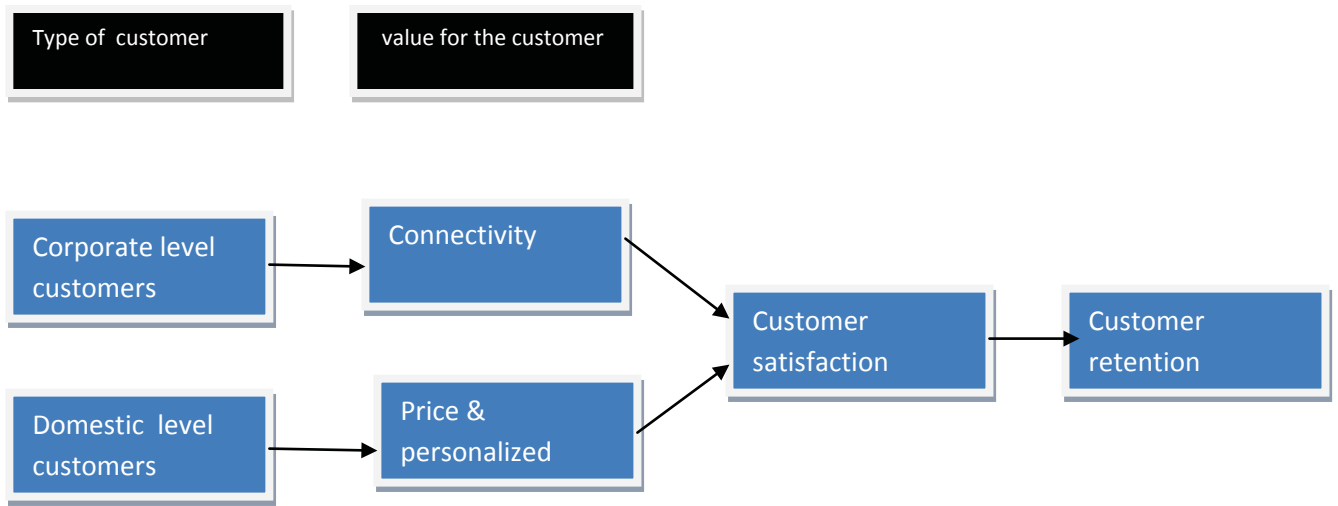 Type of customer
value for the customer
Corporate level
customers
Connectivity
Customer
satisfaction
Customer
retention
Domestic level
customers
Price &
personalized